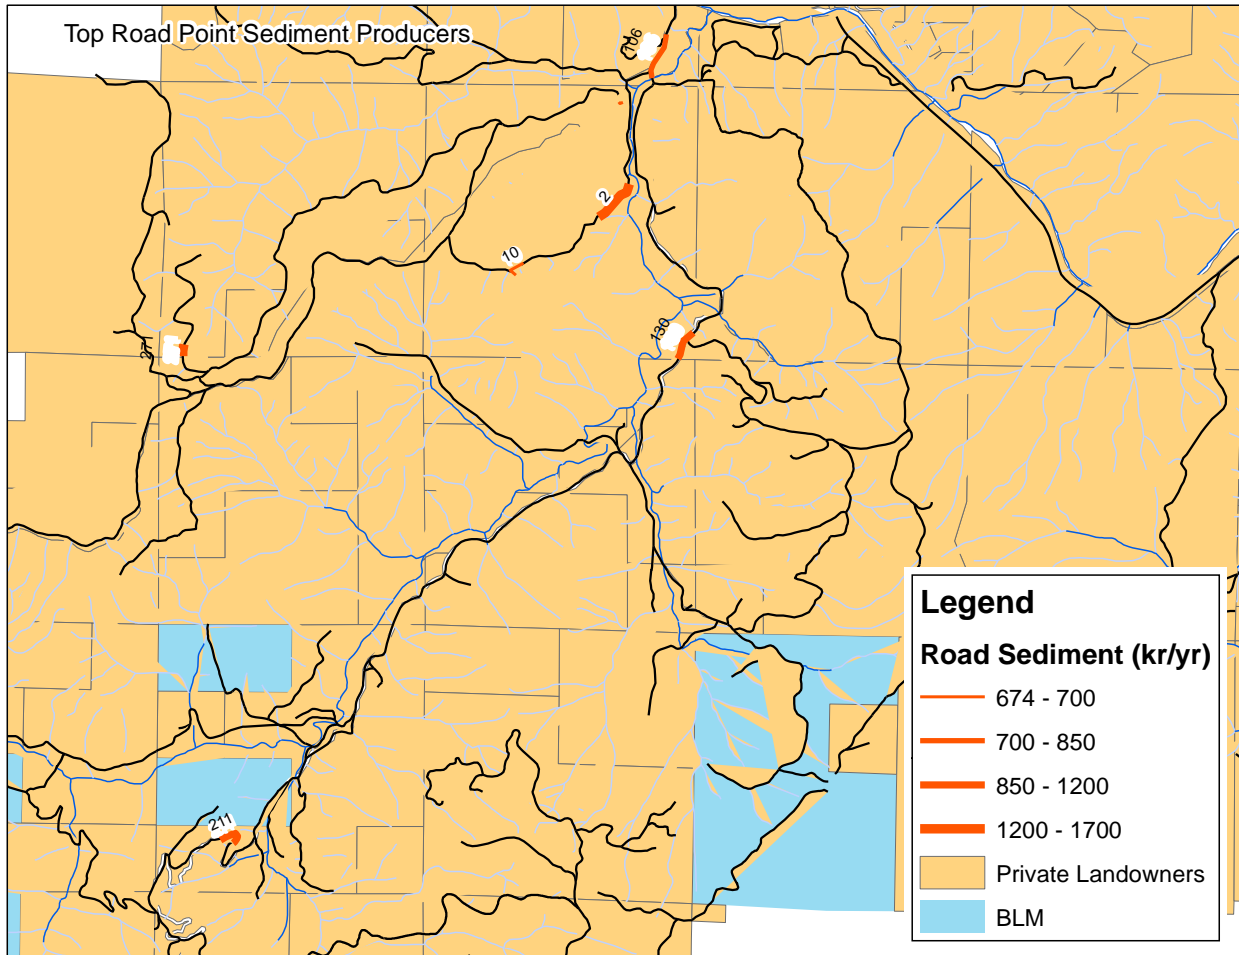 Top Road Point Sediment Producers
106
2
10
130
27
211
Legend
Road Sediment (kr/yr)
674 - 700
700 - 850
850 - 1200
1200 - 1700
Private Landowners
BLM